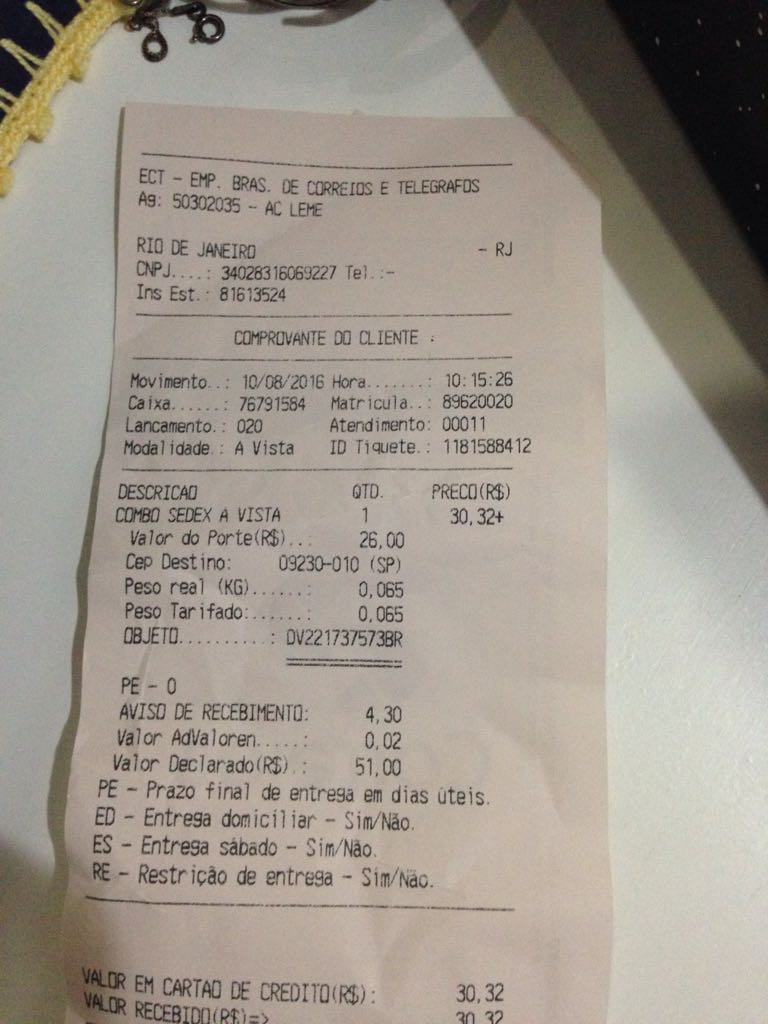 ECT - EMP. BRAS. DE CORREIOS E TELEGRAFOS
Ag: 50302035 - AC LEME
RIO DE JANEIRO - RJ
CNPJ....: 34028316069227 Tel.:-
Ins Est.: 81613524
COMPROVANTE DO CLIENTE
Movimento..: 10/08/2016 Hora.......: 10:15:26
Caixa......: 76791584 Matricula..: 89620020
Lancamento.: 020 Atendimento: 00011
Modalidade.: A Vista ID Tiquete.: 1181588412
DESCRICAO QTD. PRECO(R$)
COMBO SEDEX A VISTA 1 30,32+
Valor do Porte(R$)..: 26,00
Cep Destino: 09230-010 (SP)
Peso real (KG)......: 0,065
Peso Tarifado:......: 0,065
OBJETO..........: DV221737573BR
PE - 0
AVISO DE RECEBIMENTO: 4,30
Valor AdValoren.....: 0,02
Valor Declarado(R$).: 51,00
PE - Prazo final de entrega em dias úteis.
ED - Entrega domiciliar - Sim/Não.
ES - Entrega sábado - Sim/Não.
RE - Restrição de entrega - Sim/Não.
VALOR EM CARTAO DE CREDITO(R$): 30,32
VALOR RECEBIDO(R$)=> 30,32